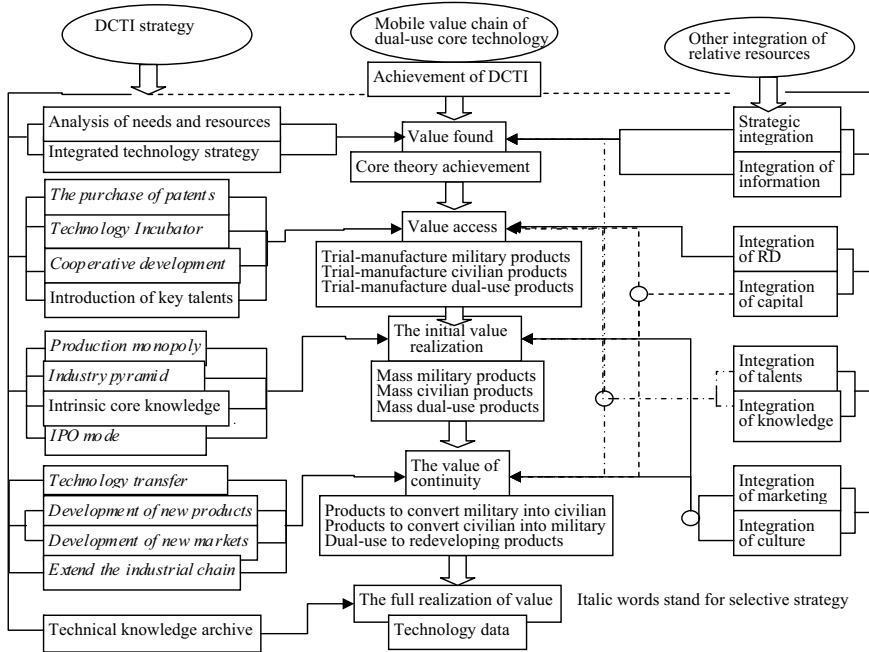 DCTI strategy
Mobile value chain of
dual-use core technology
Other integration of
relative resources
Achievement of DCTI
Analysis of needs and resources
Integrated technology strategy
Value found
Core theory achievement
Strategic
integration
Integration of
information
The purchase of patents
Technology Incubator
Cooperative development
Introduction of key talents
Value access
Trial-manufacture military products
Trial-manufacture civilian products
Trial-manufacture dual-use products
Integration
of RD
Integration
of capital
Production monopoly
Industry pyramid
Intrinsic core knowledge
IPO mode
The initial value
realization
Mass military products
Mass civilian products
Mass dual-use products
Integration
of talents
Integration
of knowledge
Technology transfer
Development of new products
Development of new markets
Extend the industrial chain
The value of
continuity
Products to convert military into civilian
Products to convert civilian into military
Dual-use to redeveloping products
Integration
of marketing
Integration
of culture
Technical knowledge archive
The full realization of value
Technology data
Italic words stand for selective strategy